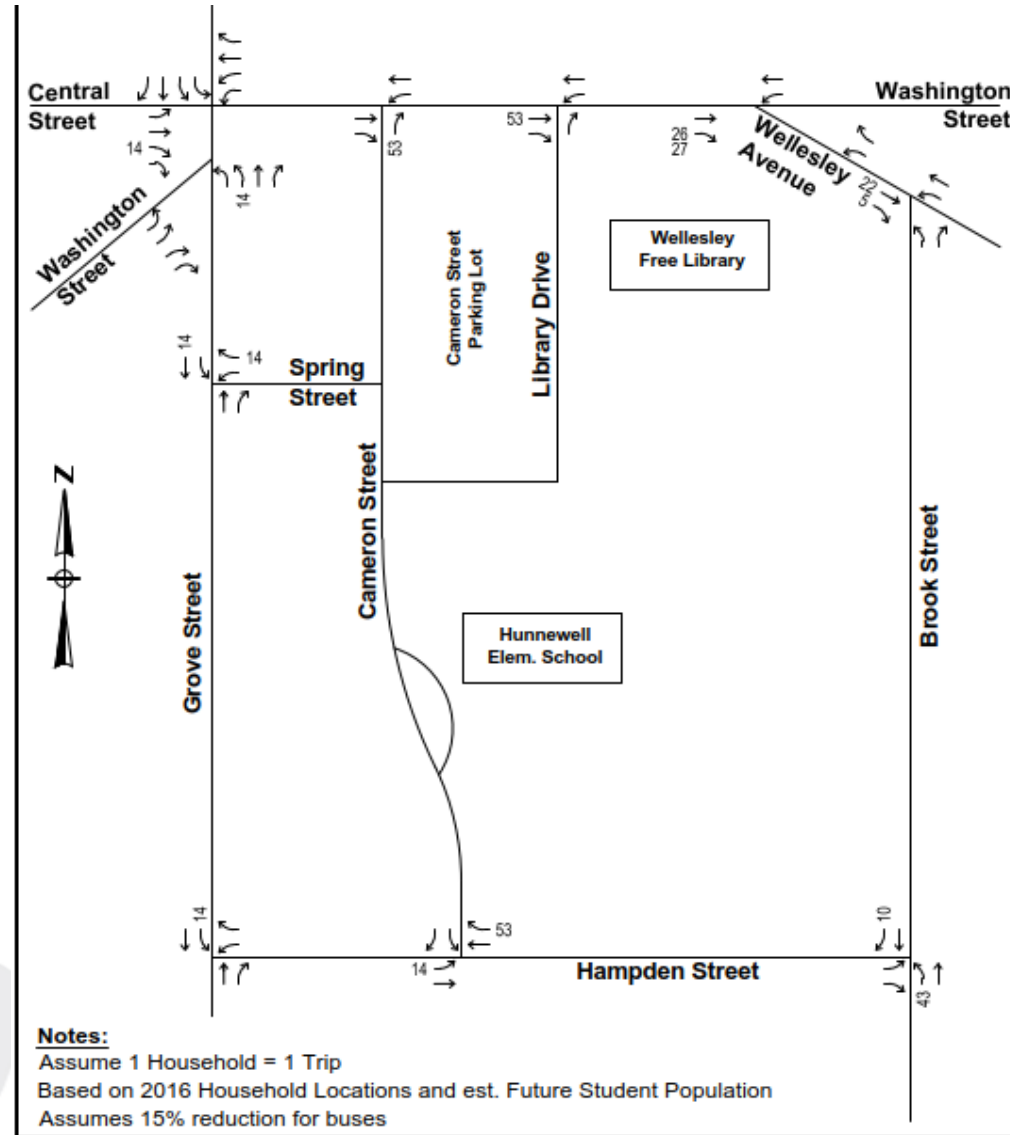 Central
Street
Washington
Street
14
53
53
26
27
Wellesley
Avenue
22
5
14
Washington
Street
Cameron Street
Parking Lot
Library Drive
Wellesley
Free Library
14
14
Spring
Street
N
Cameron Street
Grove Street
Brook Street
Hunnewell
Elem. School
14
53
10
14
Hampden Street
43
Notes:
Assume 1 Household = 1 Trip
Based on 2016 Household Locations and est. Future Student Population
Assumes 15% reduction for buses